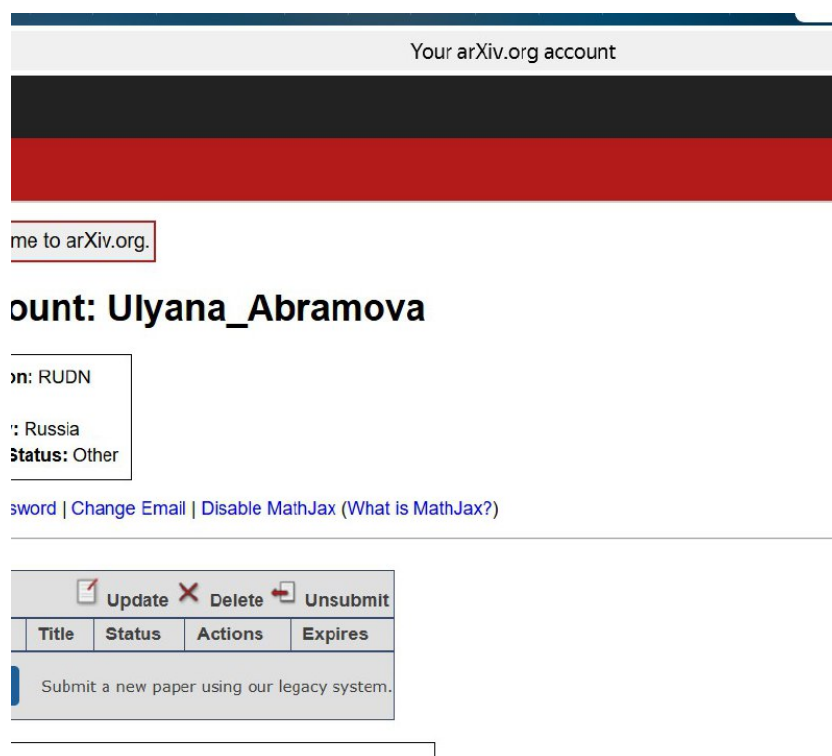 Your arXiv.org account
me to arXiv.org.
ount: Ulyana_Abramova
on: RUDN
: Russia
Status: Other
sword | Change Email | Disable MathJax (What is MathJax?)
Update Delete Unsubmit
Title Status Actions Expires
Submit a new paper using our legacy system.